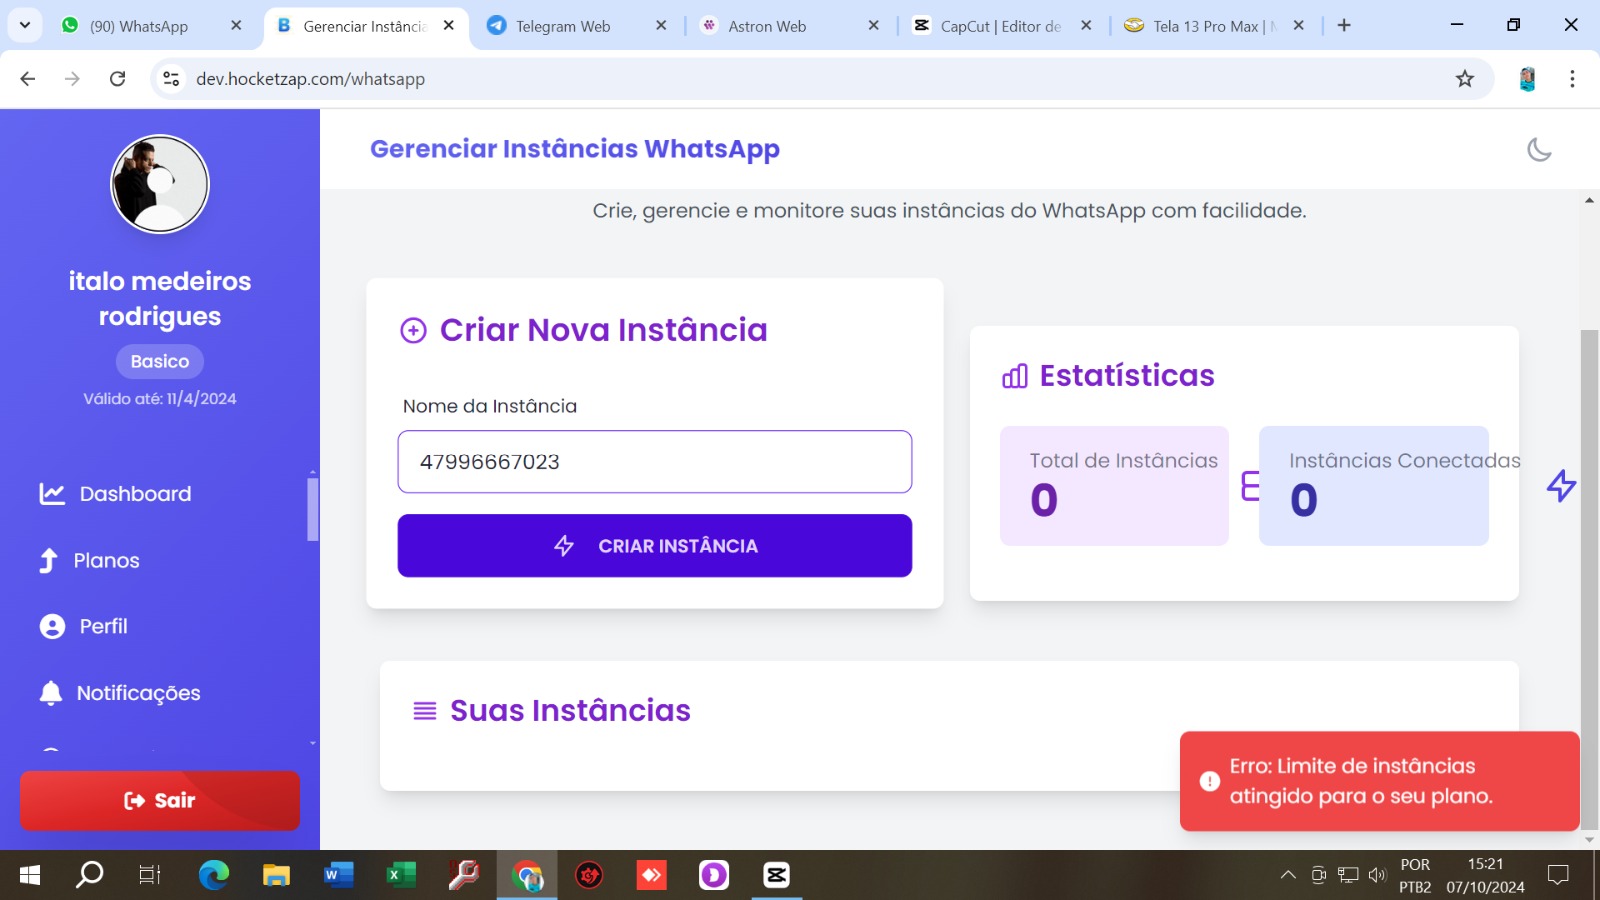 (90) WhatsApp
Gerenciar Instância
Telegram Web
Astron Web
CapCut | Editor de
Tela 13 Pro Max |
dev.hocketzap.com/whatsapp
italo medeiros
rodrigues
Basico
Válido até: 11/4/2024
Dashboard
Planos
Perfil
Notificações
Sair
Gerenciar Instâncias WhatsApp
Crie, gerencie e monitore suas instâncias do WhatsApp com facilidade.
Criar Nova Instância
Nome da Instância
47996667023
CRIAR INSTÂNCIA
Estatísticas
Total de Instâncias
0
Instâncias Conectadas
0
Suas Instâncias
Erro: Limite de instâncias
atingido para o seu plano.
POR
PTB2
15:21
07/10/2024